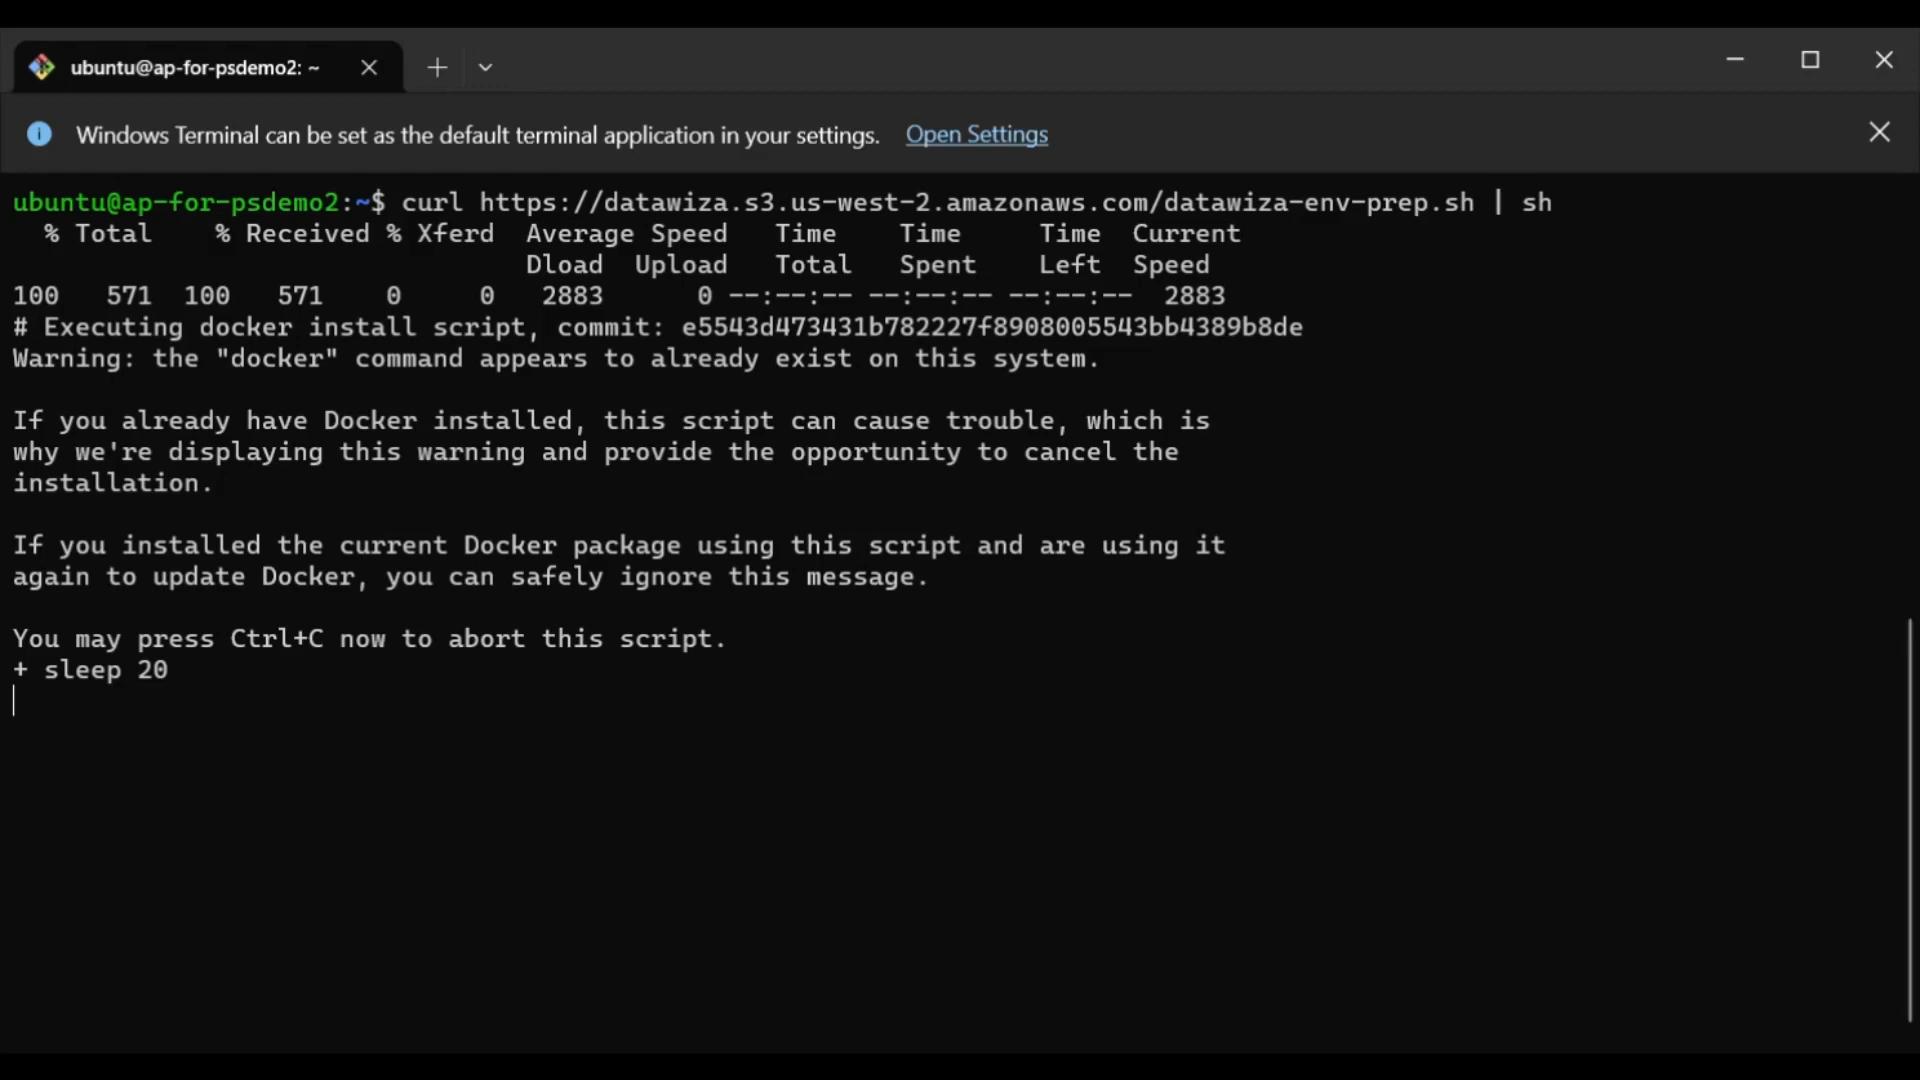 ubuntu@ap-for-psdemo2: ~
Windows Terminal can be set as the default terminal application in your settings. Open Settings
ubuntu@ap-for-psdemo2:~$ curl https://datawiza.s3.us-west-2.amazonaws.com/datawiza-env-prep.sh | sh
  % Total    % Received % Xferd  Average Speed   Time    Time     Time  Current
                                 Dload  Upload   Total   Spent    Left  Speed
100   571  100   571    0     0   2883      0 --:--:-- --:--:-- --:--:--  2883
# Executing docker install script, commit: e5543d473431b782227f8908005543bb4389b8de
Warning: the "docker" command appears to already exist on this system.
If you already have Docker installed, this script can cause trouble, which is
why we're displaying this warning and provide the opportunity to cancel the
installation.
If you installed the current Docker package using this script and are using it
again to update Docker, you can safely ignore this message.
You may press Ctrl+C now to abort this script.
+ sleep 20